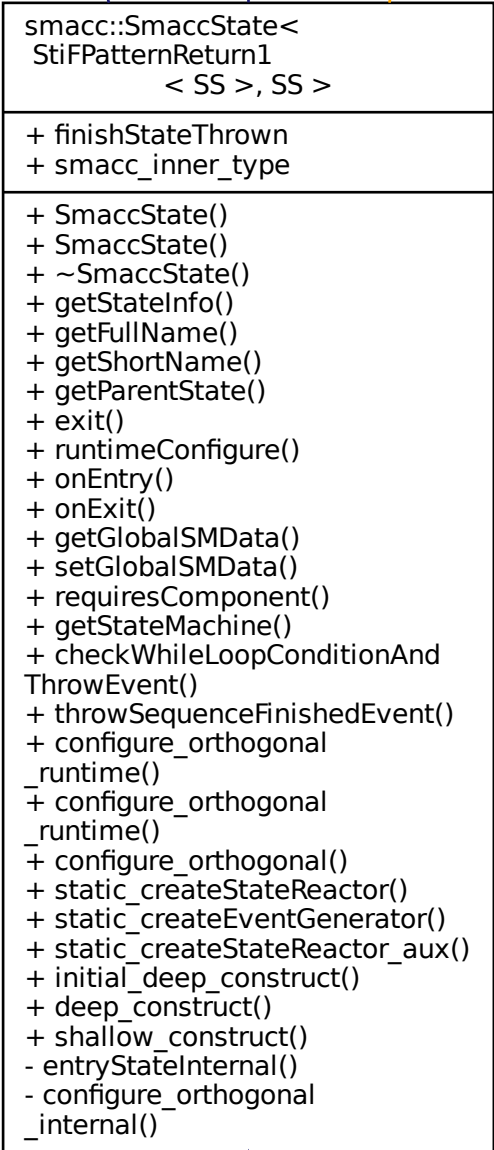 smacc::SmaccState<
StiFPatternReturn1
< SS >, SS >
+ finishStateThrown
+ smacc_inner_type
+ SmaccState()
+ SmaccState()
+ ~SmaccState()
+ getStateInfo()
+ getFullName()
+ getShortName()
+ getParentState()
+ exit()
+ runtimeConfigure()
+ onEntry()
+ onExit()
+ getGlobalSMData()
+ setGlobalSMData()
+ requiresComponent()
+ getStateMachine()
+ checkWhileLoopConditionAnd
ThrowEvent()
+ throwSequenceFinishedEvent()
+ configure_orthogonal
_runtime()
+ configure_orthogonal
_runtime()
+ configure_orthogonal()
+ static_createStateReactor()
+ static_createEventGenerator()
+ static_createStateReactor_aux()
+ initial_deep_construct()
+ deep_construct()
+ shallow_construct()
- entryStateInternal()
- configure_orthogonal
_internal()